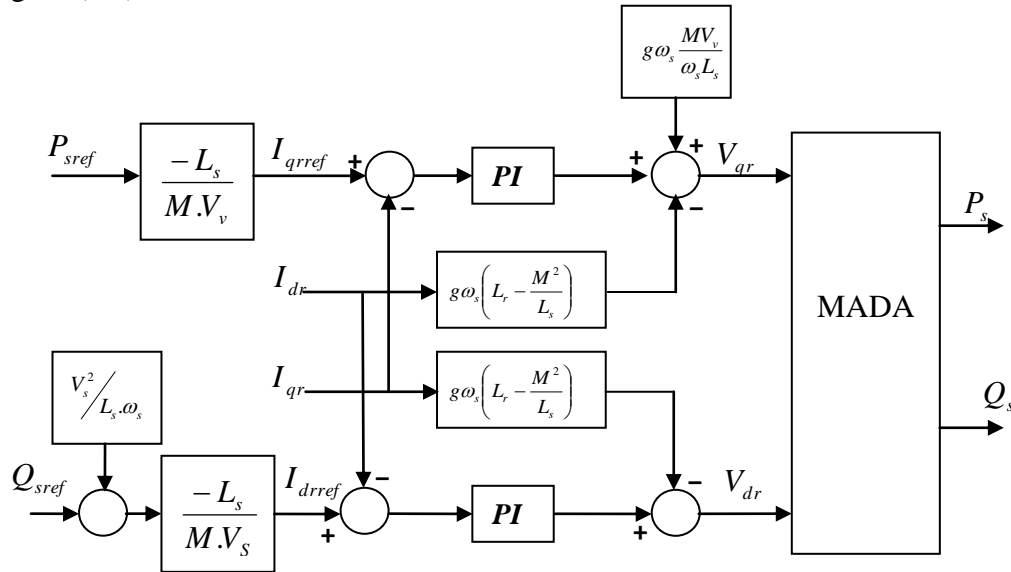 gω_s MV_v / ω_s L_s
P_sref
-L_s / M.V_v
I_qrref
+
−
PI
+
+
−
V_qr
I_dr
gω_s (L_r − M² / L_s)
MADA
P_s
Q_s
I_qr
gω_s (L_r − M² / L_s)
V_s² / L_s.ω_s
Q_sref
-L_s / M.V_S
I_drref
−
+
PI
+
−
V_dr